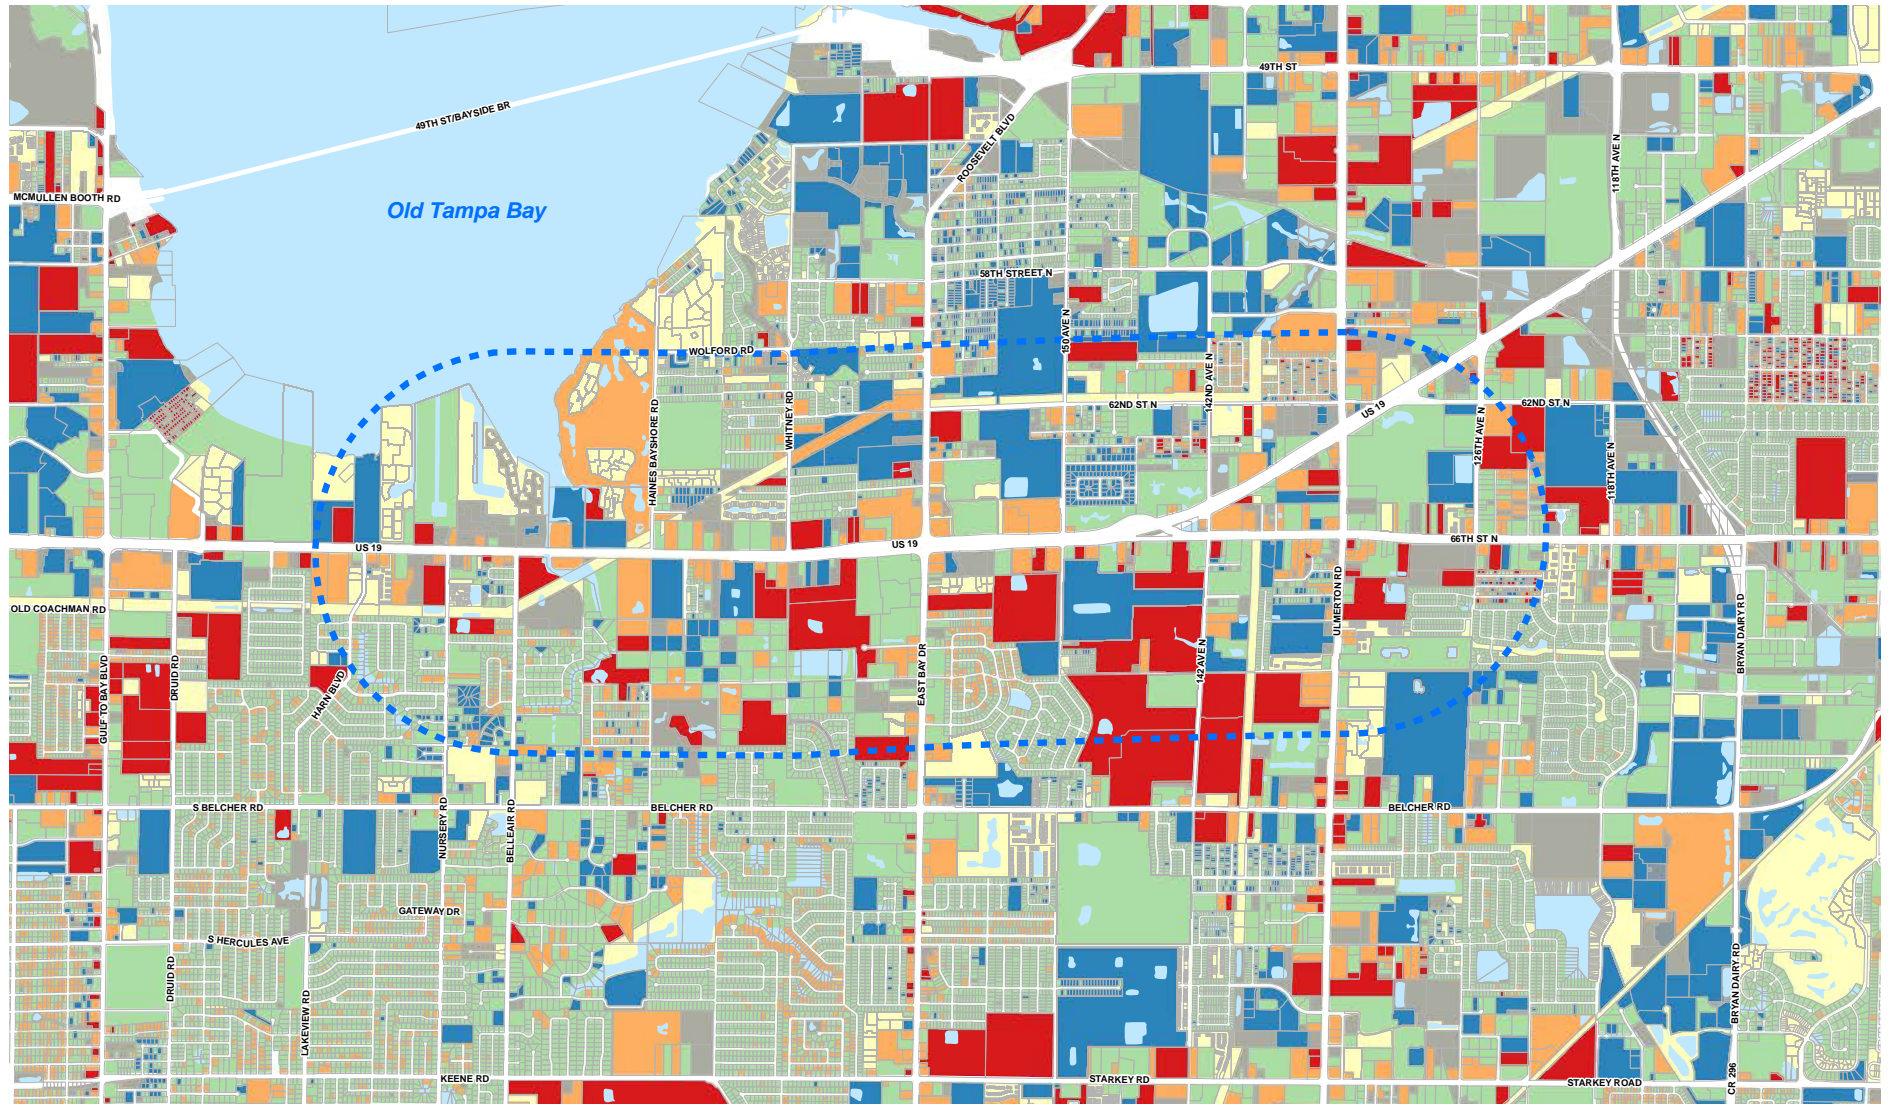 49TH ST
49TH ST/BAYSIDE BR
ROOSEVELT BLVD
118TH AVE N
MCMULLEN BOOTH RD
Old Tampa Bay
58TH STREET N
150 AVE N
WOLFORD RD
142ND AVE N
US 19
62ND ST N
62ND ST N
HAINES BAYSHORE RD
WHITNEY RD
126TH AVE N
118TH AVE N
US 19
US 19
66TH ST N
OLD COACHMAN RD
ULMERTON RD
BRYAN DAIRY RD
GULF TO BAY BLVD
DRUID RD
HARN BLVD
EAST BAY DR
142 AVE N
S BELCHER RD
BELCHER RD
BELCHER RD
NURSERY RD
BELLEAIR RD
GATEWAY DR
S HERCULES AVE
DRUID RD
LAKEVIEW RD
BRYAN DAIRY RD
KEENE RD
STARKEY RD
STARKEY ROAD
CR 296